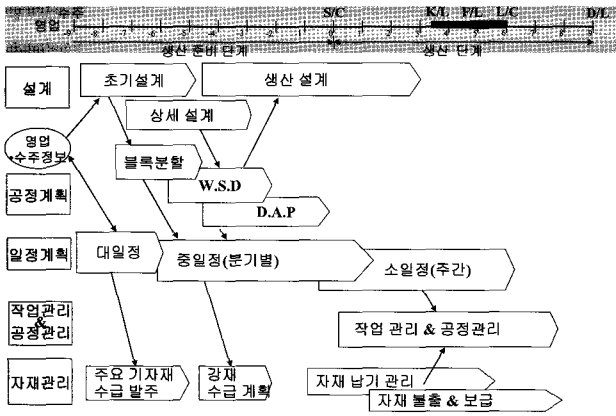 수주
영업
S/C
K/L
F/L
L/C
D/L
생산 준비 단계
생산 단계
설계
초기설계
생산 설계
상세 설계
영업
*수주정보
블록분할
W.S.D
공정계획
D.A.P
일정계획
대일정
중일정(분기별)
소일정(주간)
작업관리
&
공정관리
작업 관리 & 공정관리
자재관리
주요 기자재
수급 발주
강재
수급 계획
자재 납기 관리
자재 불출 & 보급